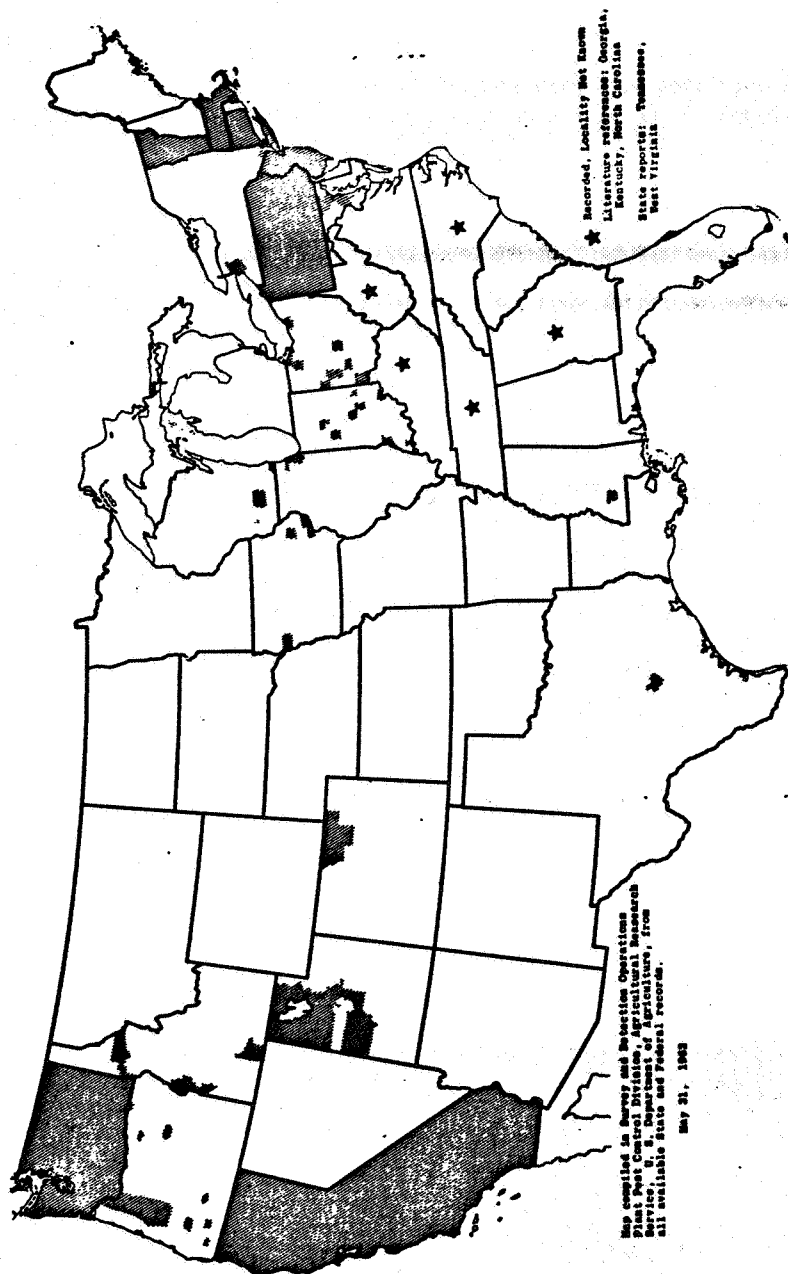 Map compiled in Survey and Detection Operations
Plant Pest Control Division, Agricultural Research
Service, U. S. Department of Agriculture, from
all available State and Federal records.
May 31, 1963
★ Recorded, Locality Not Known
Literature references: Georgia,
Kentucky, North Carolina
State reports: Tennessee,
West Virginia